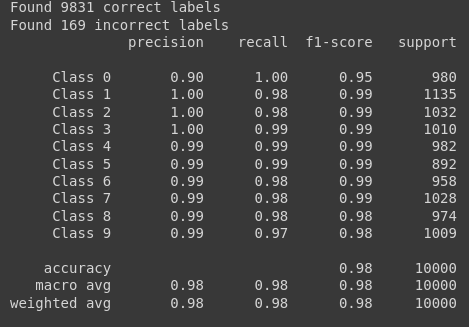 Found 9831 correct labels
Found 169 incorrect labels
precision recall f1-score support
Class 0 0.90 1.00 0.95 980
Class 1 1.00 0.98 0.99 1135
Class 2 1.00 0.98 0.99 1032
Class 3 1.00 0.99 0.99 1010
Class 4 0.99 0.99 0.99 982
Class 5 0.99 0.99 0.99 892
Class 6 0.99 0.98 0.99 958
Class 7 0.99 0.98 0.99 1028
Class 8 0.99 0.98 0.98 974
Class 9 0.99 0.97 0.98 1009
accuracy 0.98 10000
macro avg 0.98 0.98 0.98 10000
weighted avg 0.98 0.98 0.98 10000